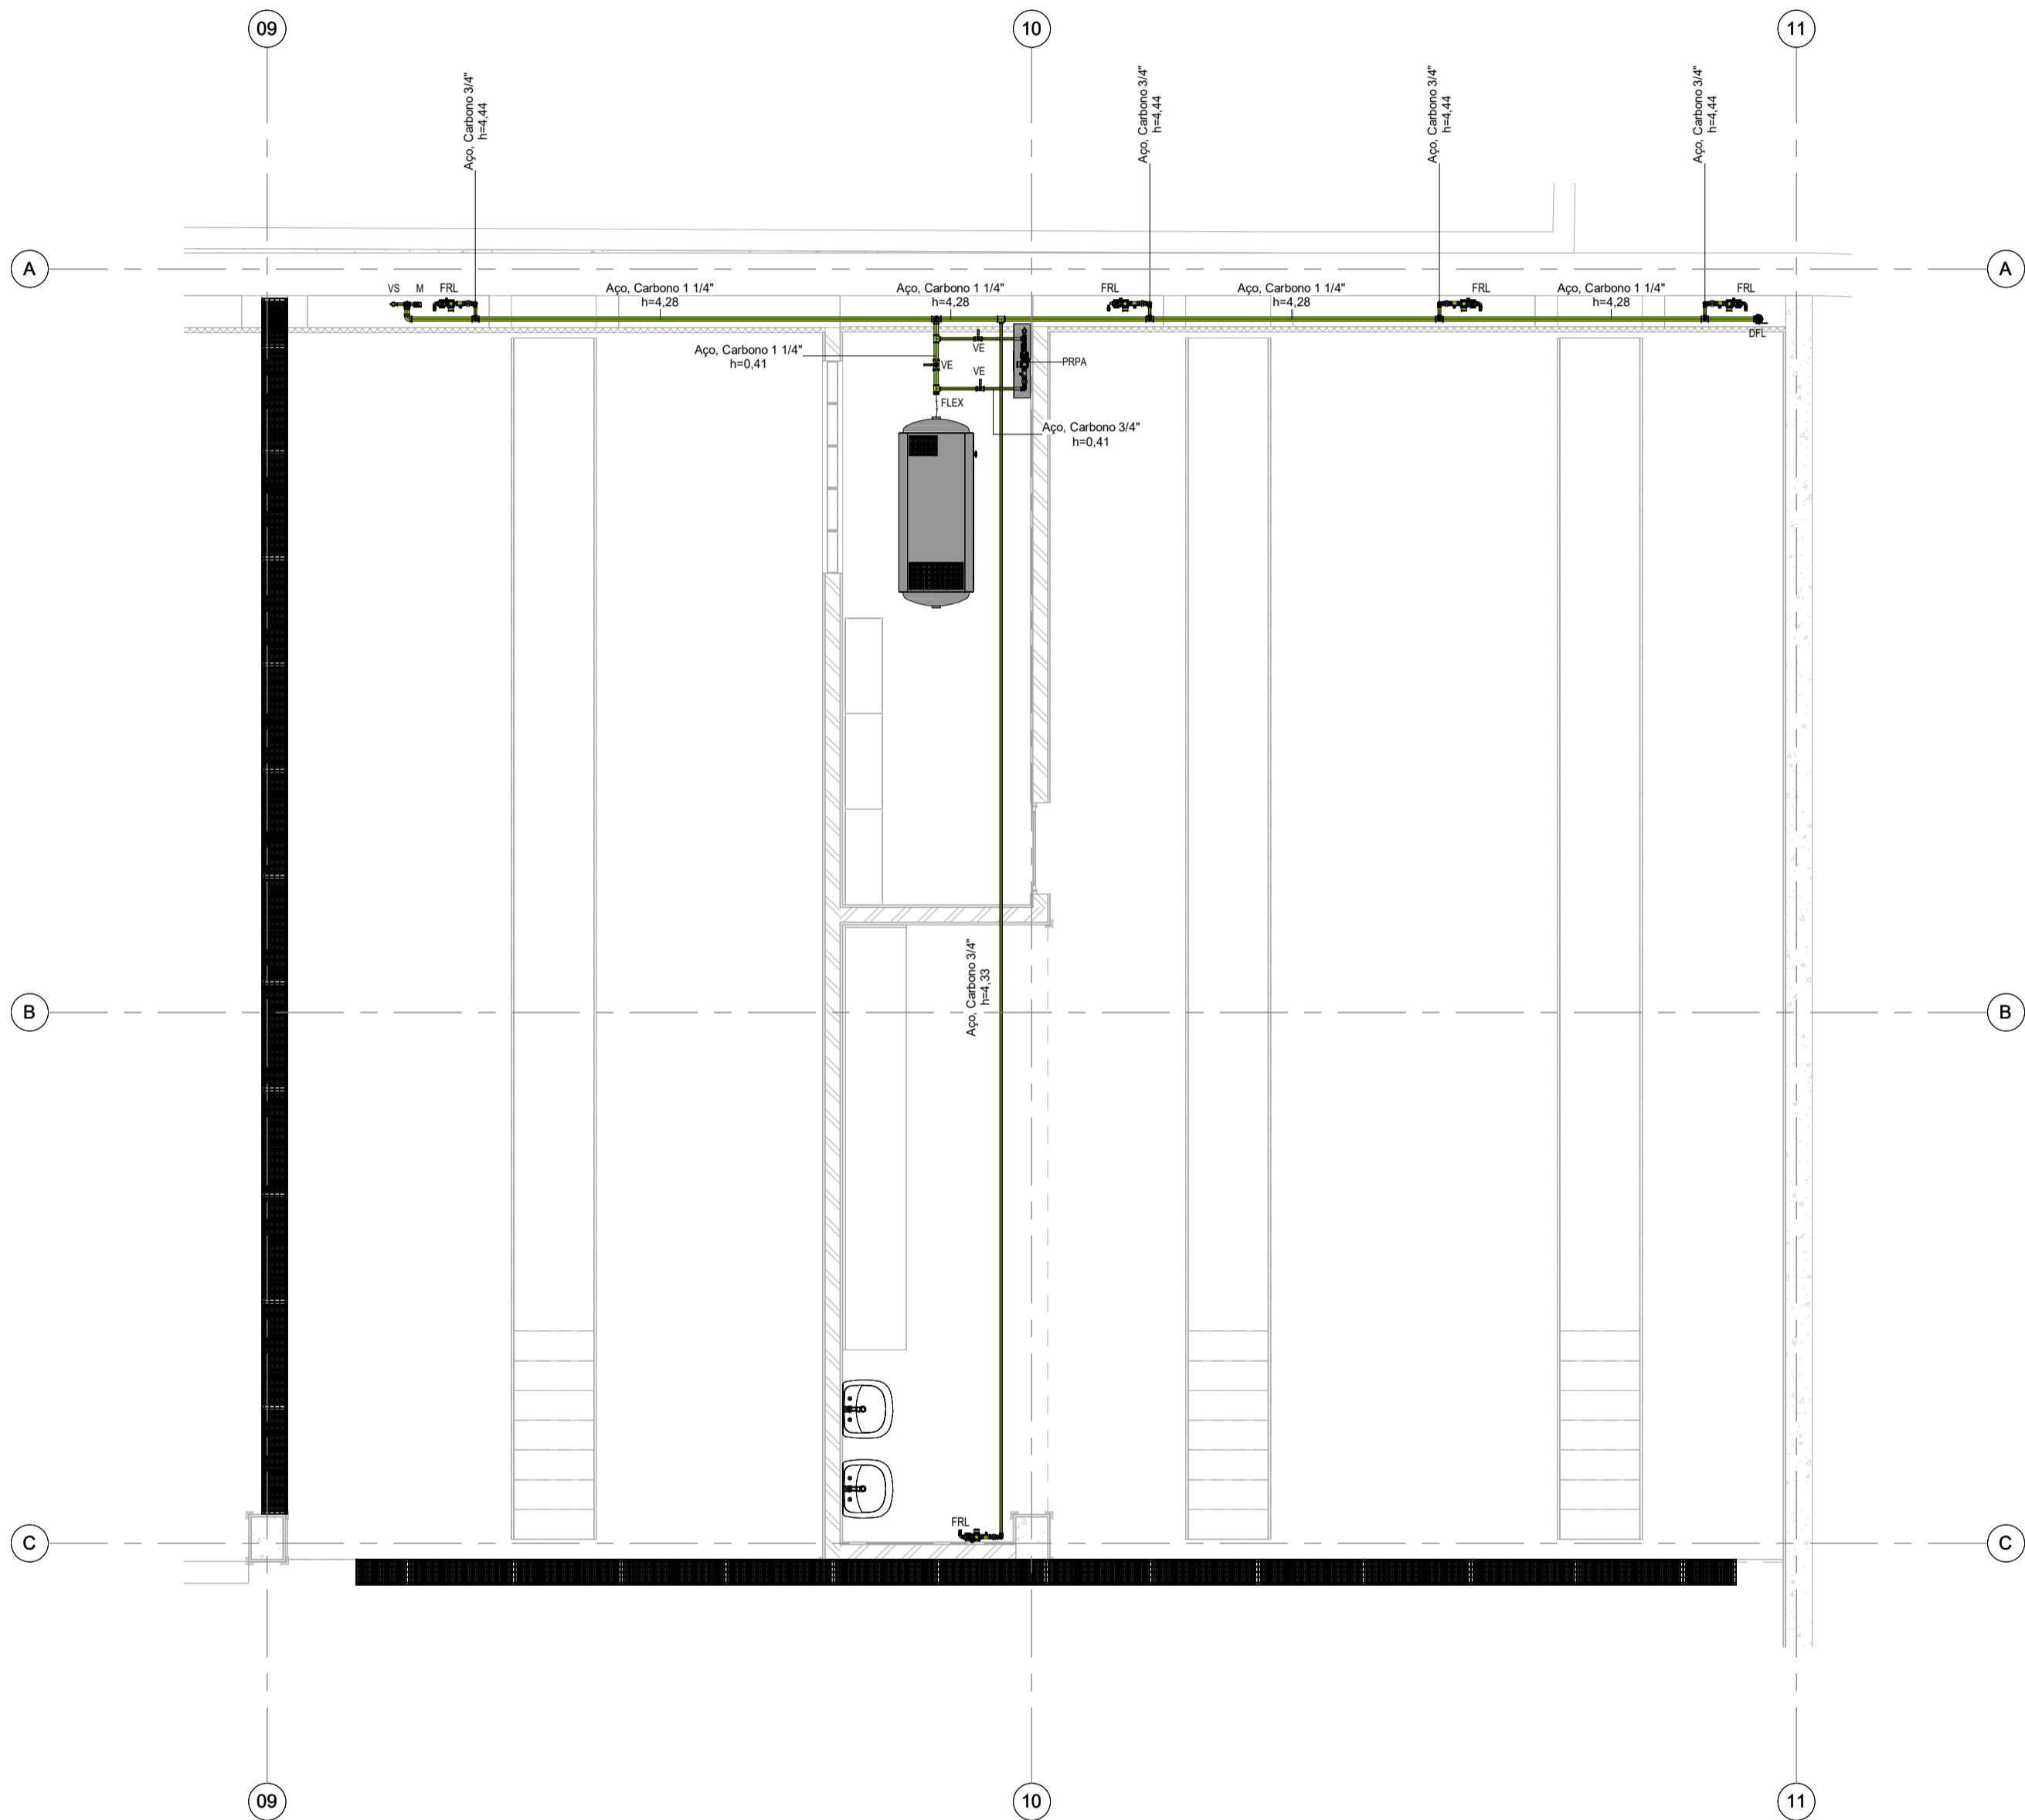 09
10
11
Aço, Carbono 3/4"
h=4,44
Aço, Carbono 3/4"
h=4,44
Aço, Carbono 3/4"
h=4,44
Aço, Carbono 3/4"
h=4,44
A
A
VS
M
FRL
Aço, Carbono 1 1/4"
h=4,28
Aço, Carbono 1 1/4"
h=4,28
FRL
Aço, Carbono 1 1/4"
h=4,28
FRL
Aço, Carbono 1 1/4"
h=4,28
FRL
DFL
Aço, Carbono 1 1/4"
h=0,41
VE
VE
VE
PRPA
FLEX
Aço, Carbono 3/4"
h=0,41
Aço, Carbono 3/4"
h=4,33
B
B
FRL
C
C
09
10
11